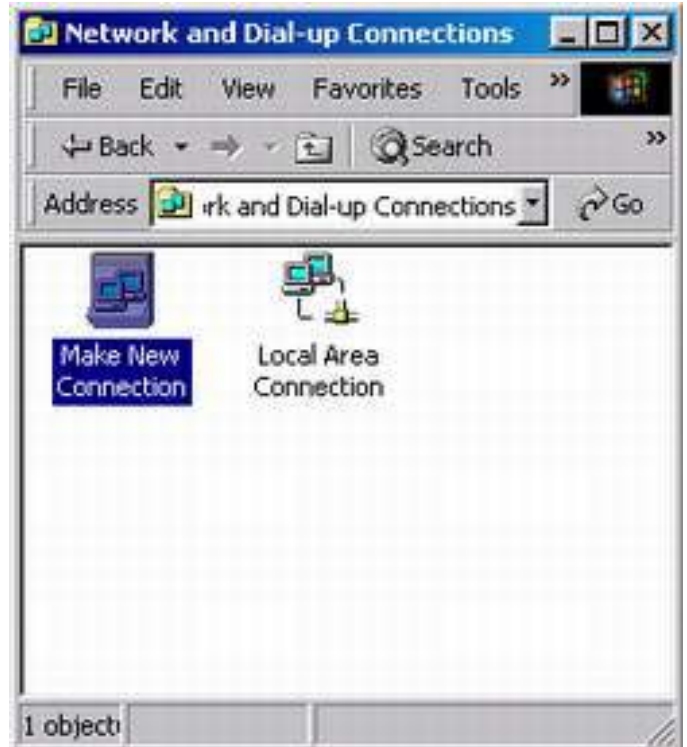 Network and Dial-up Connections
File Edit View Favorites Tools »
Back Search »
Address rk and Dial-up Connections Go
Make New
Connection
Local Area
Connection
1 object